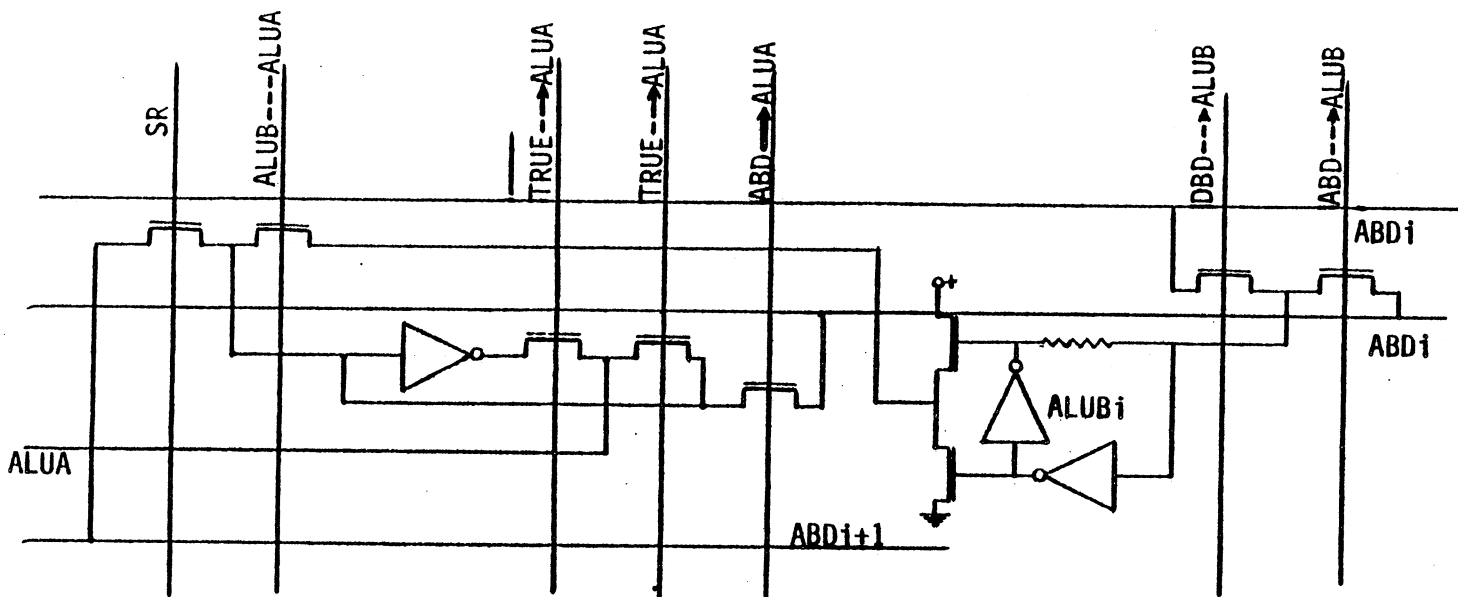 SR
ALUB---ALUA
TRUE--→ALUA
TRUE--→ALUA
ABD→ALUA
DBD--→ALUB
ABD--→ALUB
ABDi
+
ABDi
ALUBi
ALUA
ABDi+1